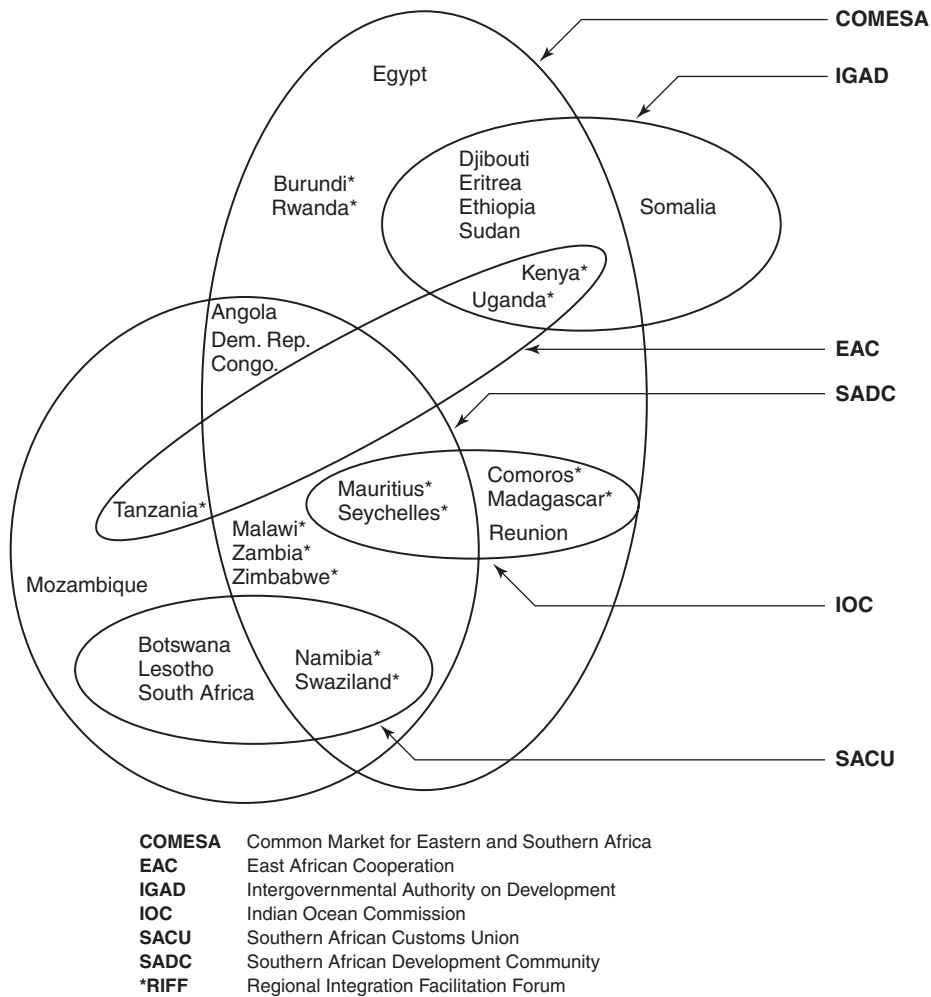 COMESA
Egypt
IGAD
Djibouti
Eritrea
Ethiopia
Sudan
Burundi*
Rwanda*
Somalia
Kenya*
Uganda*
Angola
Dem. Rep.
Congo.
EAC
SADC
Tanzania*
Mauritius*
Seychelles*
Comoros*
Madagascar*
Reunion
Malawi*
Zambia*
Zimbabwe*
Mozambique
IOC
Botswana
Lesotho
South Africa
Namibia*
Swaziland*
SACU
COMESA Common Market for Eastern and Southern Africa
EAC East African Cooperation
IGAD Intergovernmental Authority on Development
IOC Indian Ocean Commission
SACU Southern African Customs Union
SADC Southern African Development Community
*RIFF Regional Integration Facilitation Forum